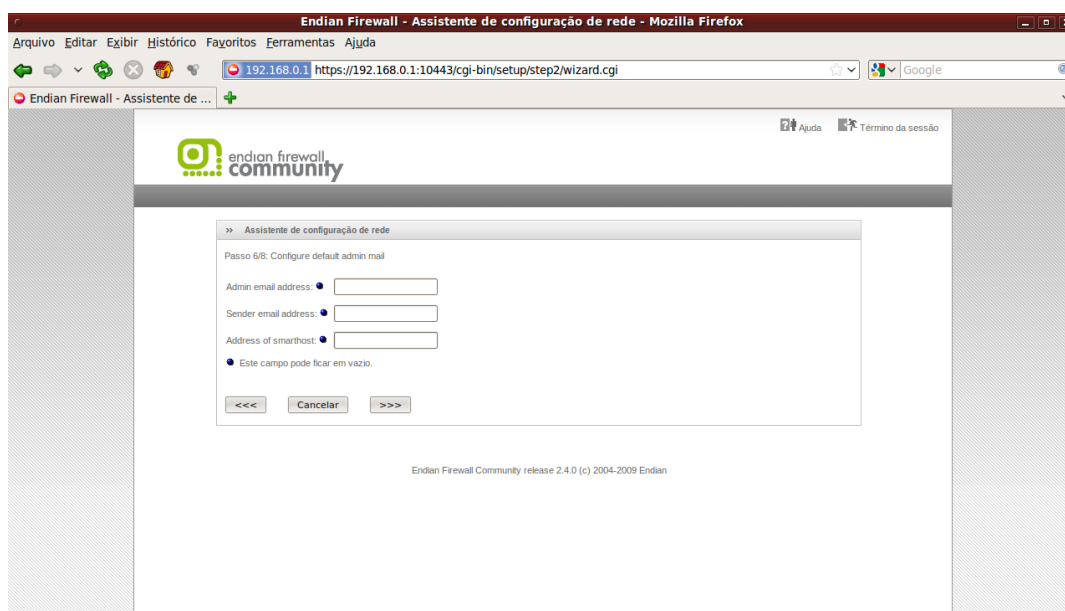 Endian Firewall - Assistente de configuração de rede - Mozilla Firefox
Arquivo Editar Exibir Histórico Favoritos Ferramentas Ajuda
192.168.0.1 https://192.168.0.1:10443/cgi-bin/setup/step2/wizard.cgi
Google
Endian Firewall - Assistente de ...
Ajuda
Término da sessão
endian firewall
community
>> Assistente de configuração de rede
Passo 6/8: Configure default admin mail
Admin email address:
Sender email address:
Address of smarthost:
Este campo pode ficar em vazio.
<<< Cancelar >>>
Endian Firewall Community release 2.4.0 (c) 2004-2009 Endian